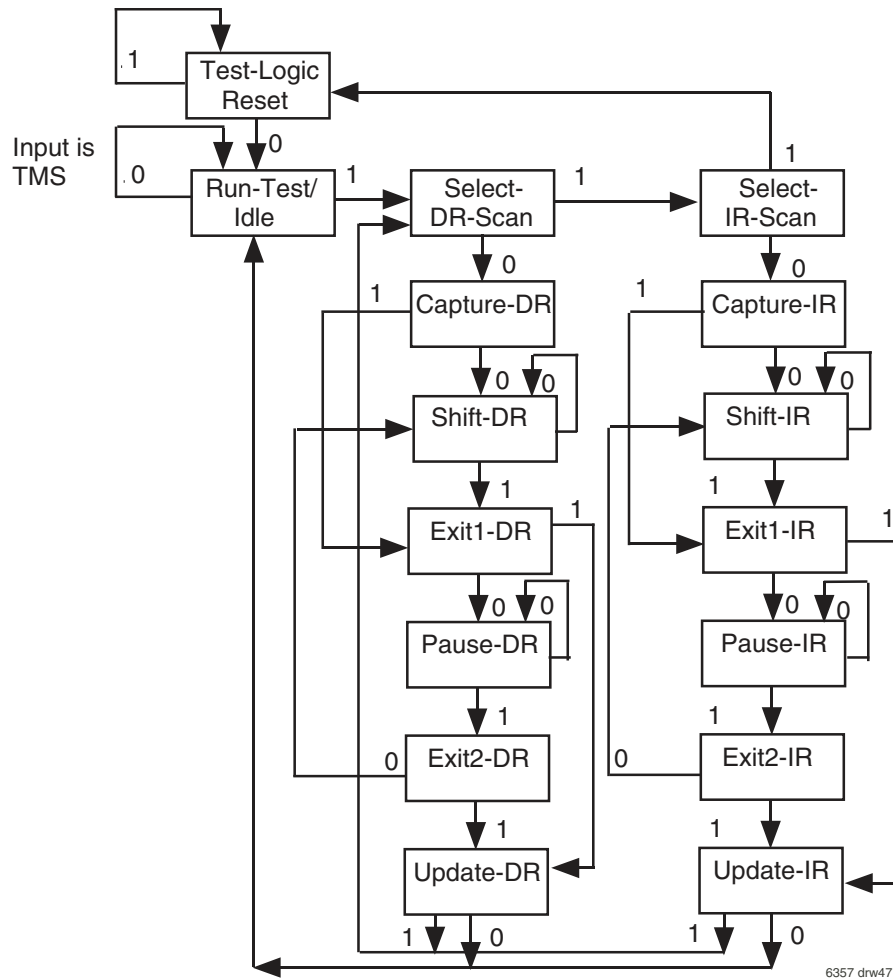 1
Test-Logic
Reset
Input is
TMS
0
1
0
Run-Test/
Idle
1
Select-
DR-Scan
1
Select-
IR-Scan
0
0
1
Capture-DR
1
Capture-IR
0
0
0
0
Shift-DR
Shift-IR
1
1
Exit1-DR
1
Exit1-IR
1
0
0
0
0
Pause-DR
Pause-IR
1
1
0
Exit2-DR
0
Exit2-IR
1
1
Update-DR
Update-IR
1
0
1
0
6357 drw47